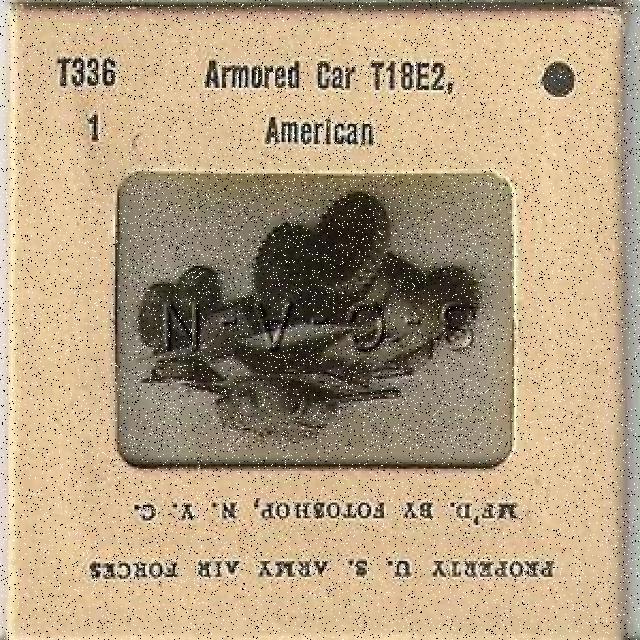 T336 Armored Car T18E2,
1 American
N-V-G-S
MF'D. BY FOTOSHOP, N. Y. C.
PROPERTY U. S. ARMY AIR FORCES